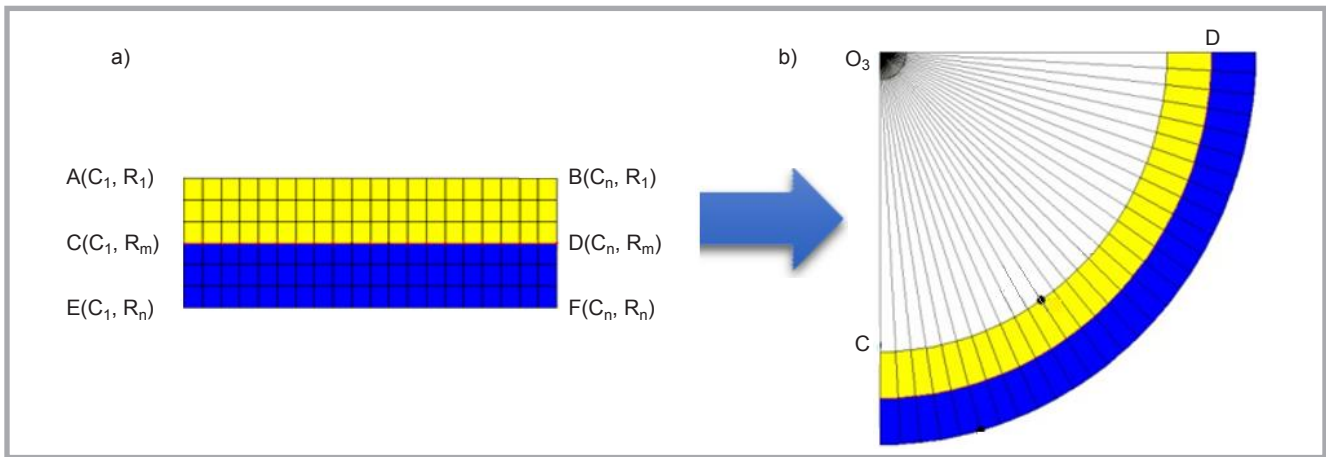 a)
A(C₁, R₁)
B(Cₙ, R₁)
C(C₁, Rₘ)
D(Cₙ, Rₘ)
E(C₁, Rₙ)
F(Cₙ, Rₙ)
b)
O₃
D
C